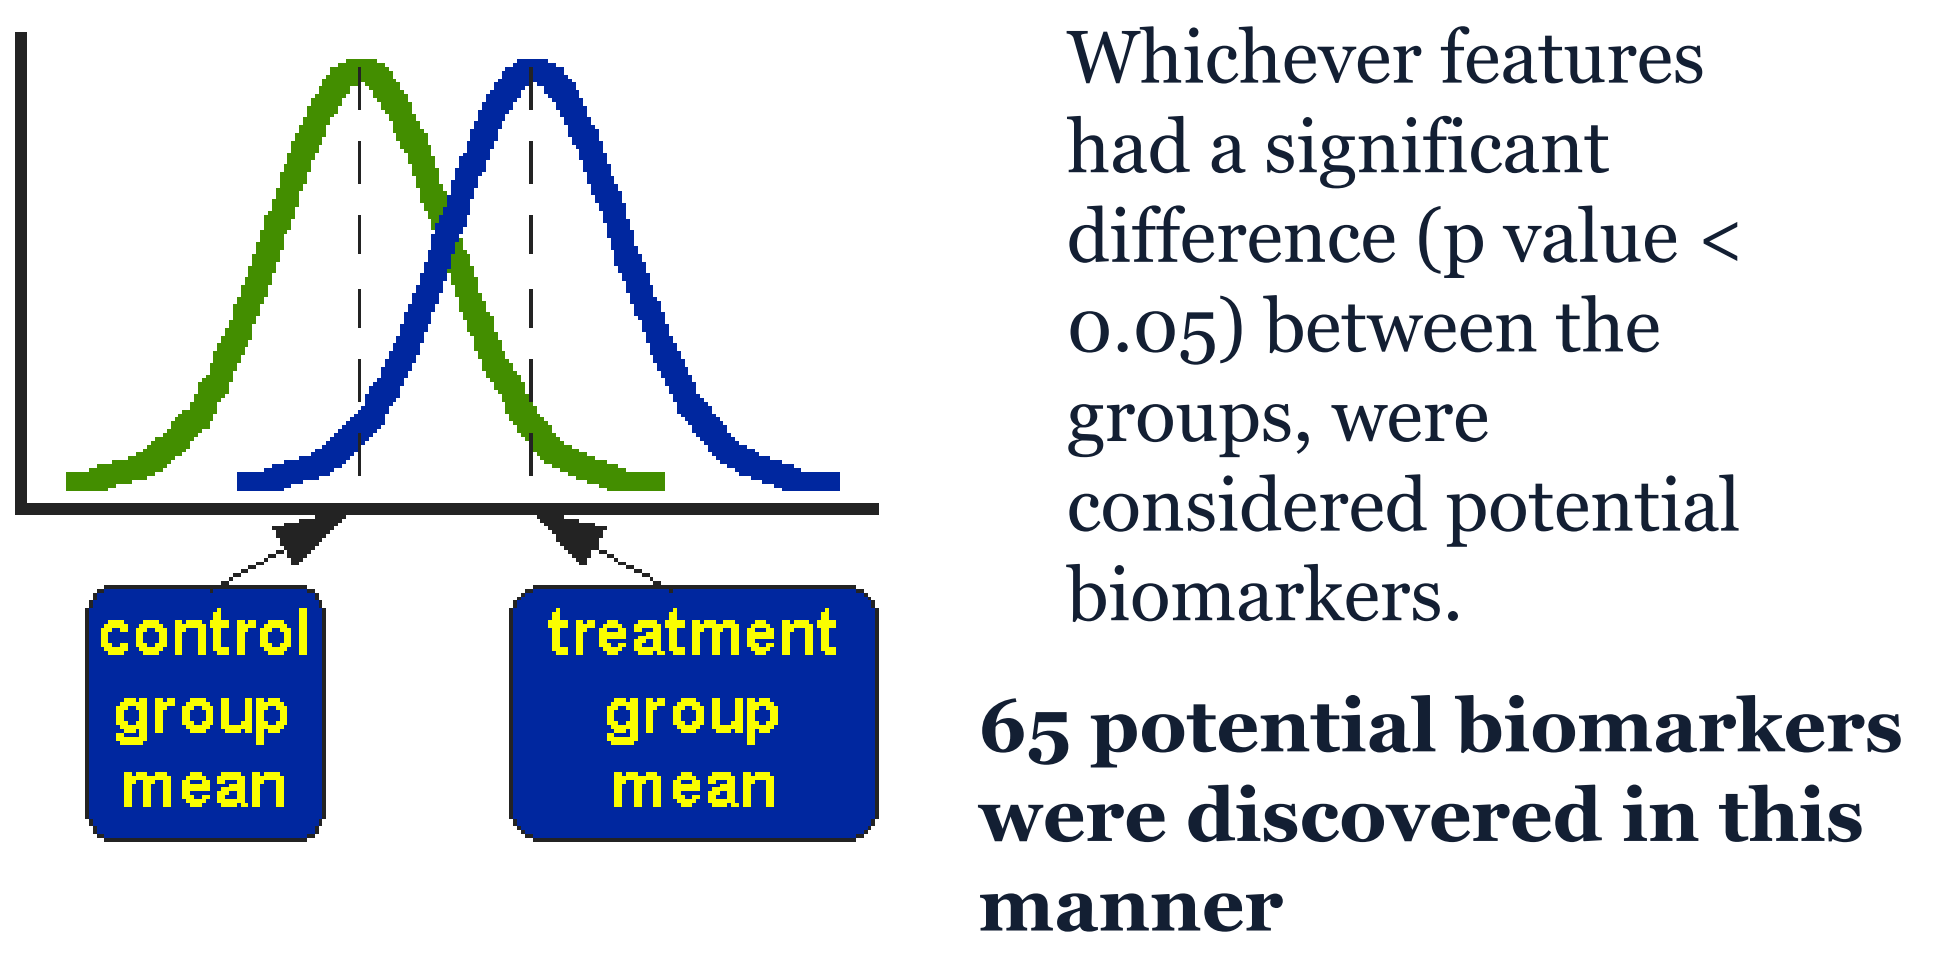 Whichever features
had a significant
difference (p value <
0.05) between the
groups, were
considered potential
biomarkers.
65 potential biomarkers
were discovered in this
manner
control
group
mean
treatment
group
mean